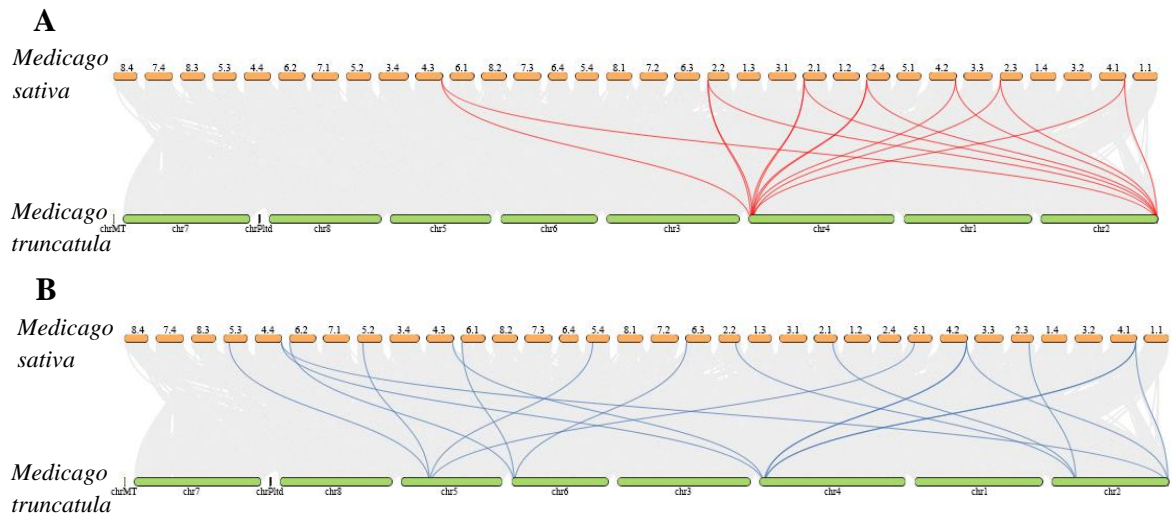 A
Medicago
sativa
8.4 7.4 8.3 5.3 4.4 6.2 7.1 5.2 3.4 4.3 6.1 8.2 7.3 6.4 5.4 8.1 7.2 6.3 2.2 1.3 3.1 2.1 1.2 2.4 5.1 4.2 3.3 2.3 1.4 3.2 4.1 1.1
Medicago
truncatula
chrMT chr7 chrPltd chr8 chr5 chr6 chr3 chr4 chr1 chr2
B
Medicago
sativa
8.4 7.4 8.3 5.3 4.4 6.2 7.1 5.2 3.4 4.3 6.1 8.2 7.3 6.4 5.4 8.1 7.2 6.3 2.2 1.3 3.1 2.1 1.2 2.4 5.1 4.2 3.3 2.3 1.4 3.2 4.1 1.1
Medicago
truncatula
chrMT chr7 chrPltd chr8 chr5 chr6 chr3 chr4 chr1 chr2